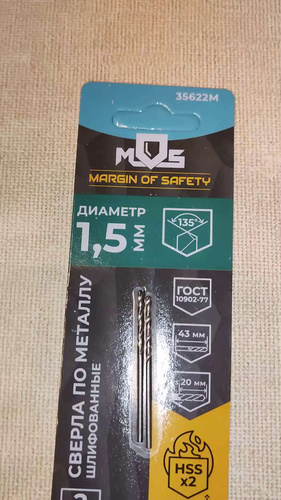 35622М
MOS
MARGIN OF SAFETY
ДИАМЕТР
1,5 ММ
135°
ГОСТ
10902-77
43 мм
20 мм
СВЕРЛА ПО МЕТАЛЛУ
ШЛИФОВАННЫЕ
HSS
x2